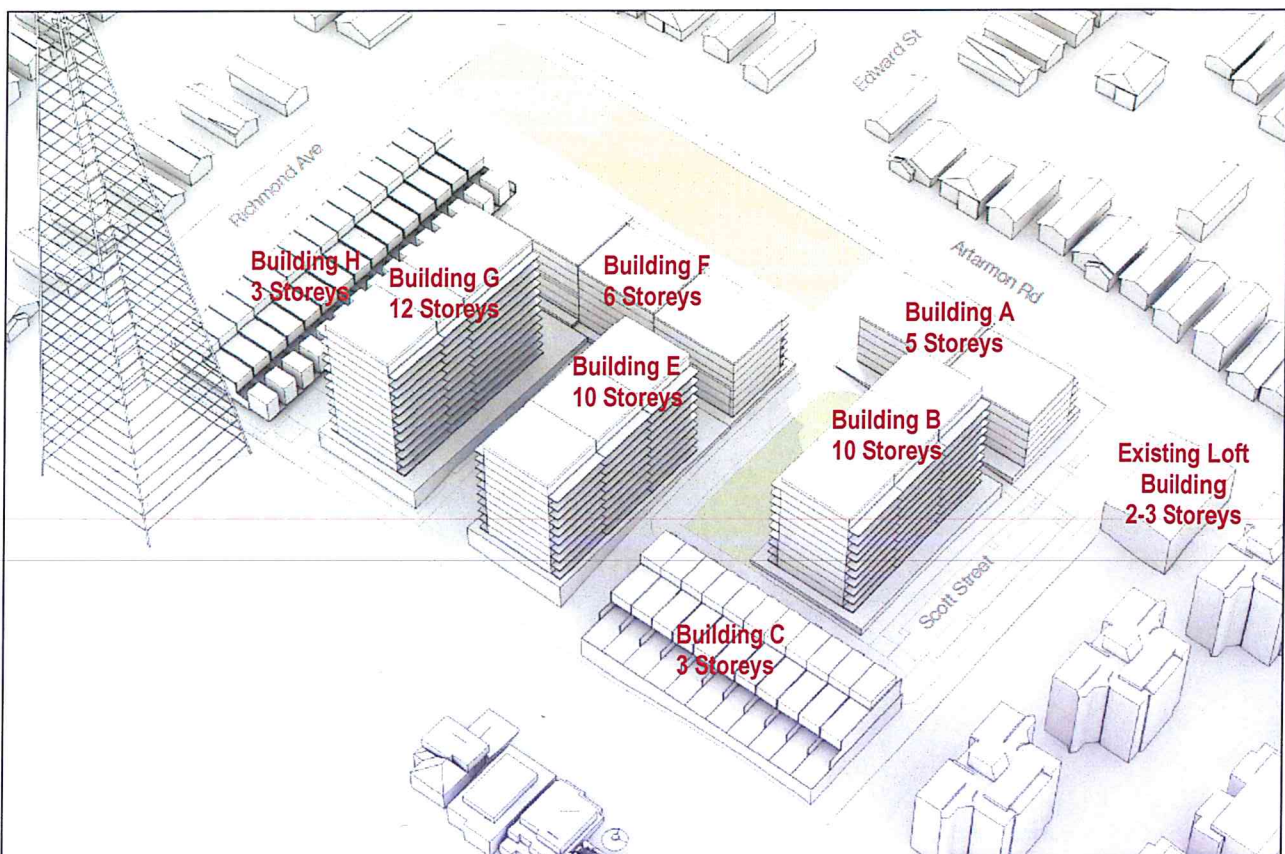 Edward St
Richmond Ave
Artarmon Rd
Building H
3 Storeys
Building G
12 Storeys
Building F
6 Storeys
Building A
5 Storeys
Building E
10 Storeys
Building B
10 Storeys
Existing Loft
Building
2-3 Storeys
Scott Street
Building C
3 Storeys